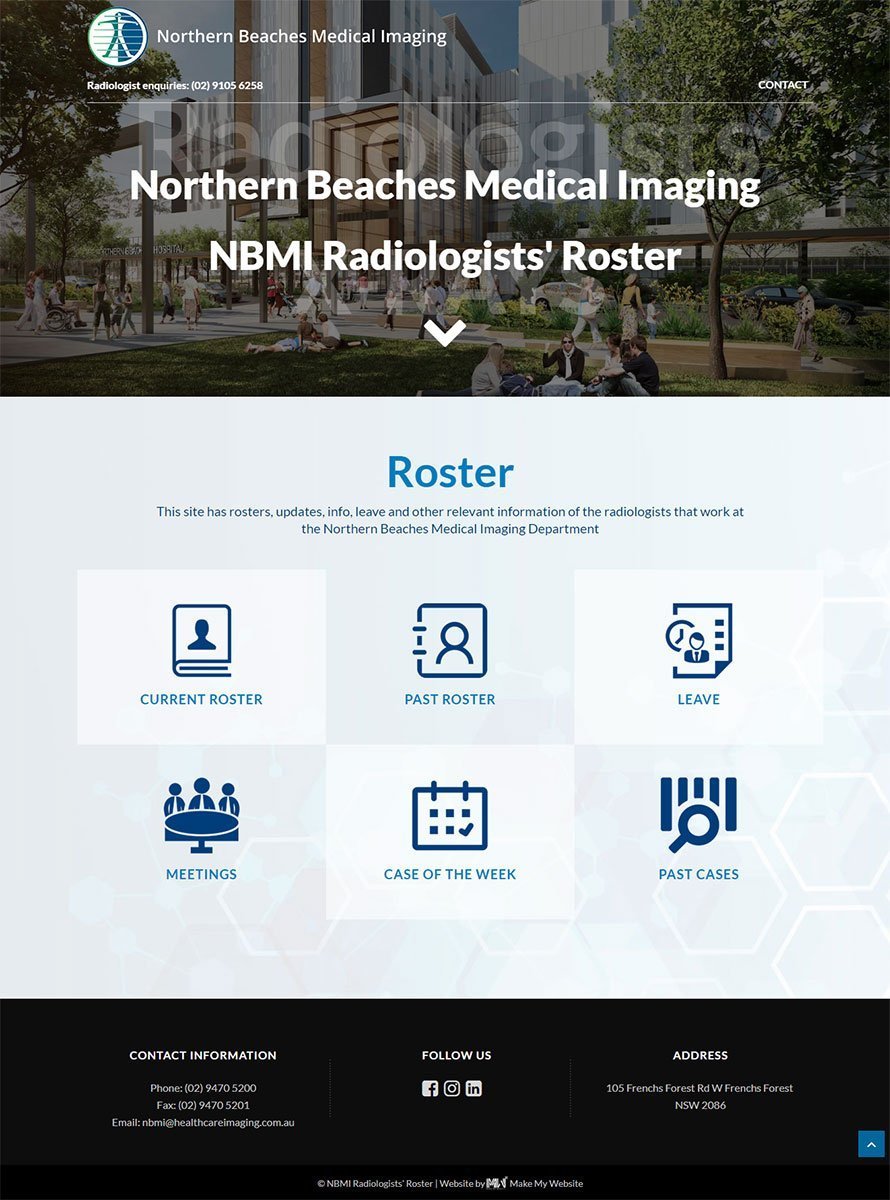 Northern Beaches Medical Imaging
Radiologist enquiries: (02) 9105 6258
CONTACT
Radiologists
Northern Beaches Medical Imaging
NBMI Radiologists' Roster
HOSPITAL
Roster
This site has rosters, updates, info, leave and other relevant information of the radiologists that work at
the Northern Beaches Medical Imaging Department
CURRENT ROSTER
PAST ROSTER
LEAVE
MEETINGS
CASE OF THE WEEK
PAST CASES
CONTACT INFORMATION
Phone: (02) 9470 5200
Fax: (02) 9470 5201
Email: nbmi@healthcareimaging.com.au
FOLLOW US
ADDRESS
105 Frenchs Forest Rd W Frenchs Forest
NSW 2086
© NBMI Radiologists' Roster | Website by MMW Make My Website